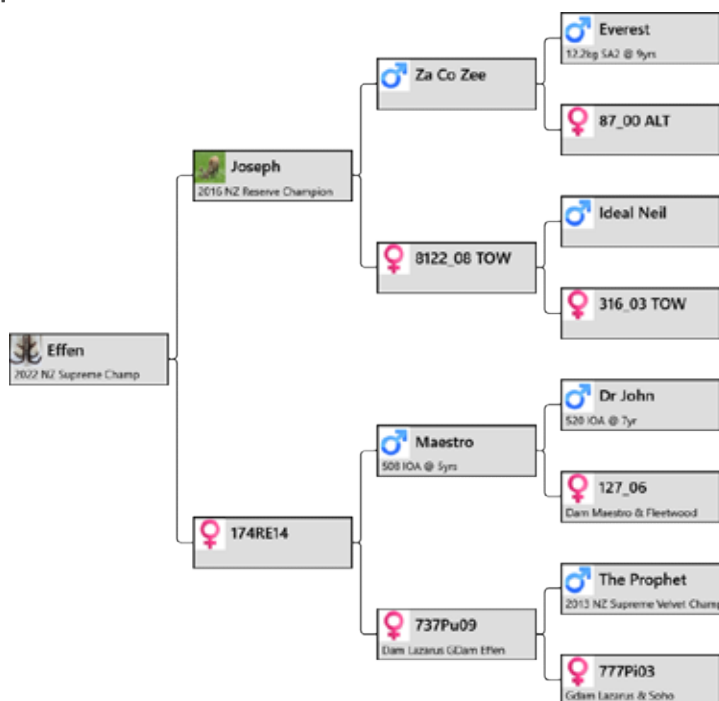 Everest
12.2kg SA2 @ 9yrs
Za Co Zee
87_00 ALT
Joseph
2016 NZ Reserve Champion
Ideal Neil
8122_08 TOW
316_03 TOW
Effen
2022 NZ Supreme Champ
Dr John
520 IOA @ 7yr
Maestro
508 IOA @ 5yrs
127_06
Dam Maestro & Fleetwood
174RE14
The Prophet
2013 NZ Supreme Velvet Champ
737Pu09
Dam Lazarus GDam Effen
777Pi03
Gdam Lazarus & Soho